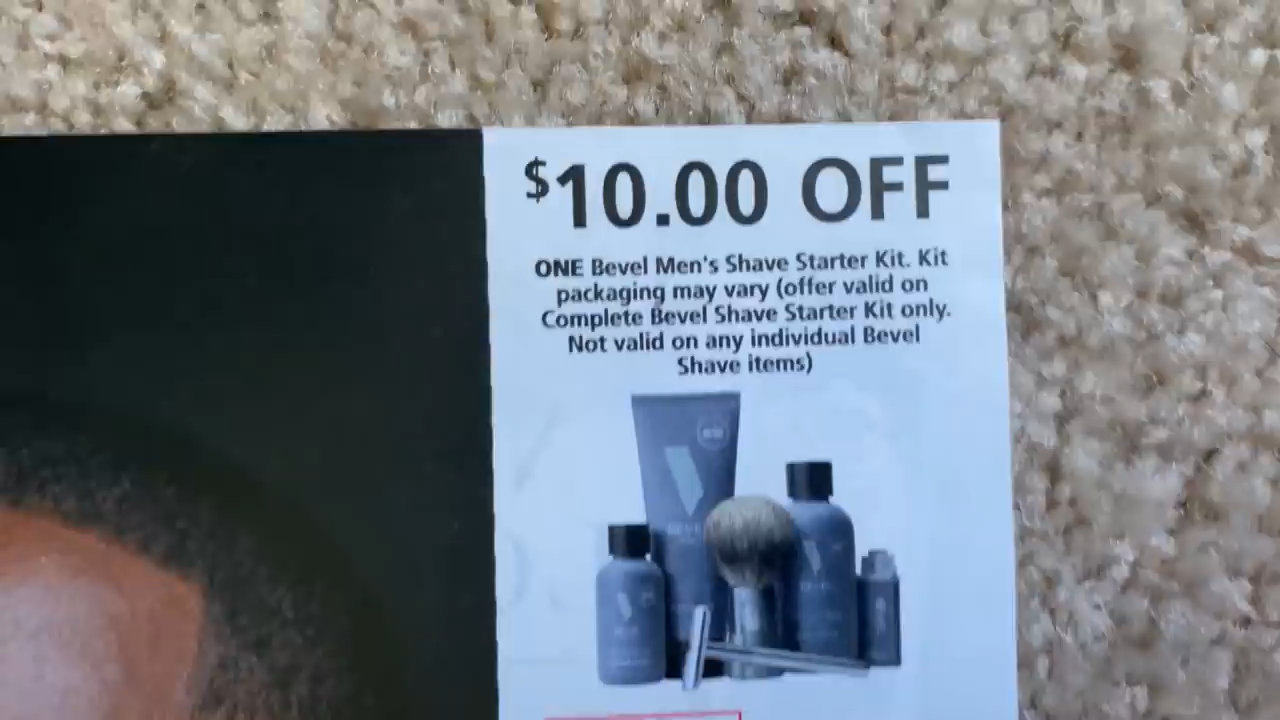 $10.00 OFF
ONE Bevel Men's Shave Starter Kit. Kit
packaging may vary (offer valid on
Complete Bevel Shave Starter Kit only.
Not valid on any individual Bevel
Shave items)
BEVEL